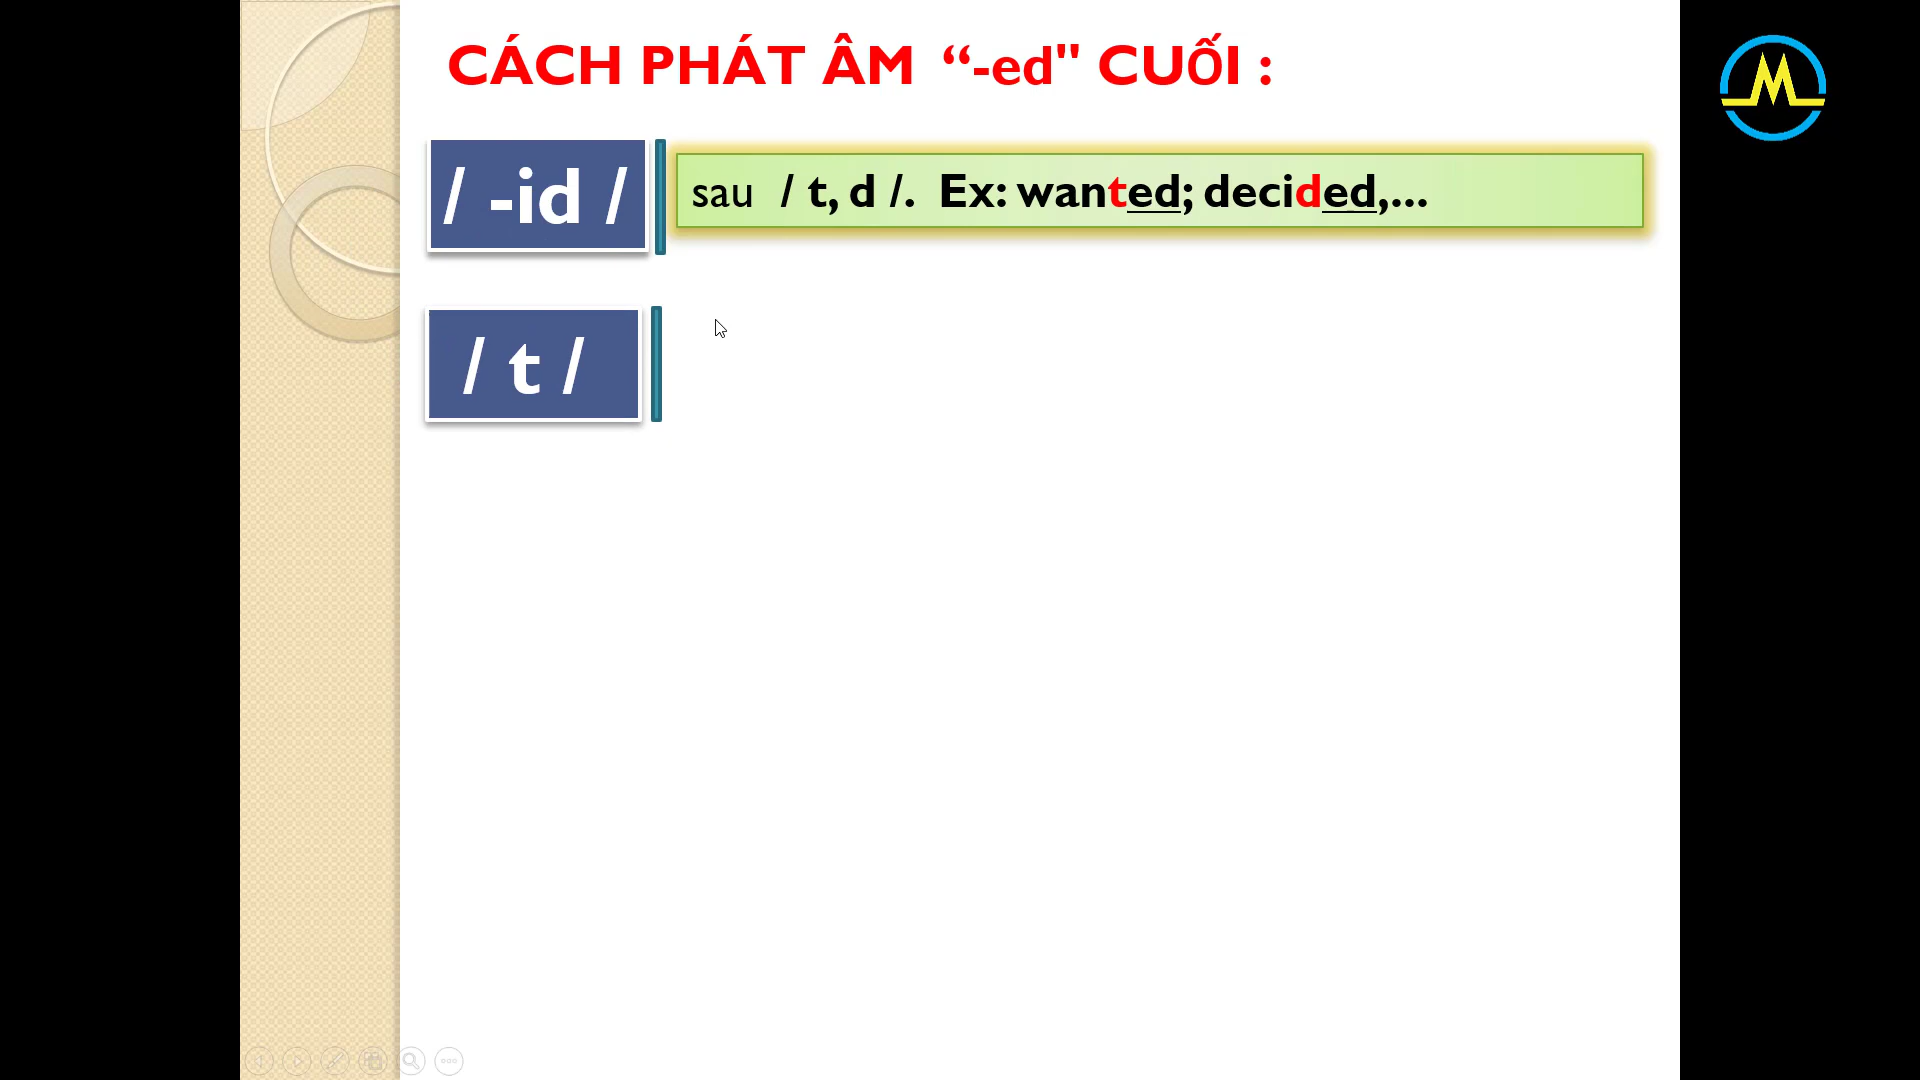 CÁCH PHÁT ÂM “-ed" CUỐI :
/ -id /
sau / t, d /. Ex: wanted; decided,...
/ t /
M